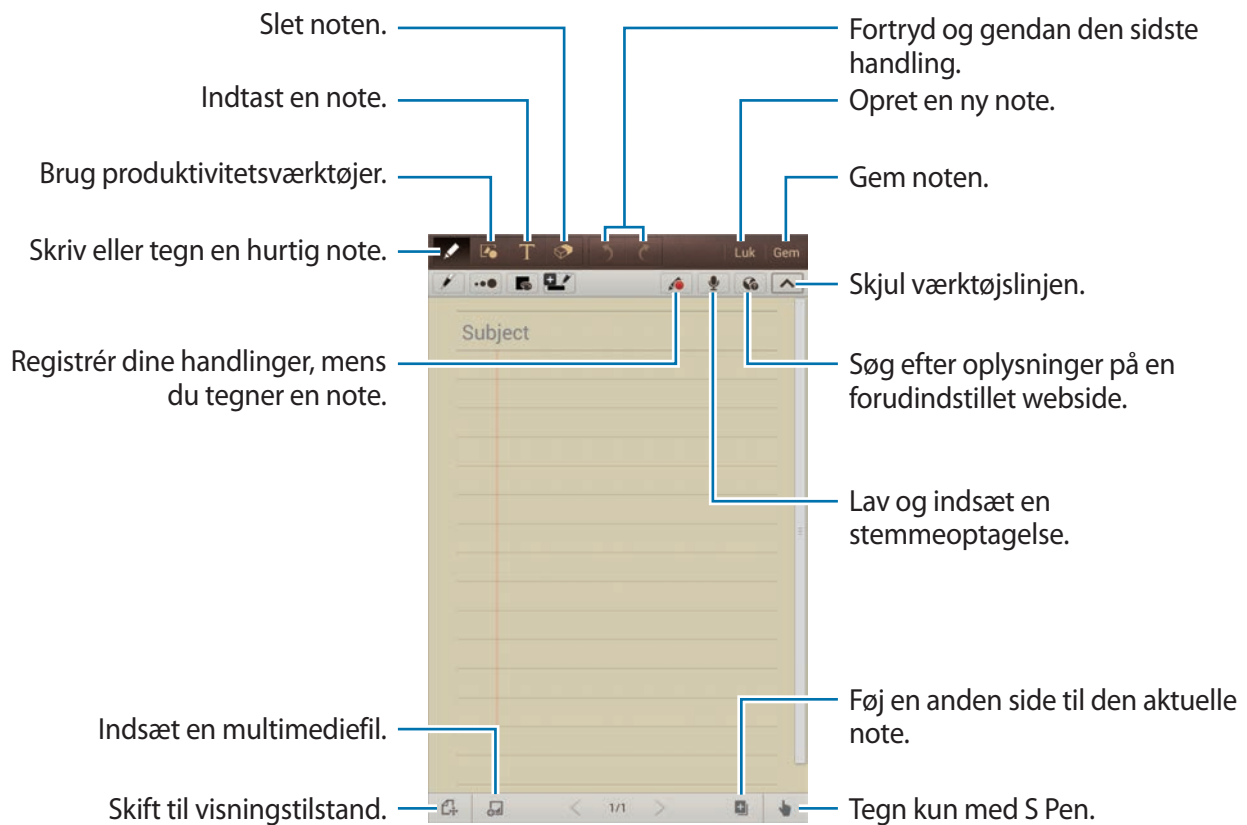 Slet noten.
Indtast en note.
Brug produktivitetsværktøjer.
Skriv eller tegn en hurtig note.
Registrér dine handlinger, mens
du tegner en note.
Indsæt en multimediefil.
Skift til visningstilstand.
Luk Gem
Subject
1/1
Fortryd og gendan den sidste
handling.
Opret en ny note.
Gem noten.
Skjul værktøjslinjen.
Søg efter oplysninger på en
forudindstillet webside.
Lav og indsæt en
stemmeoptagelse.
Føj en anden side til den aktuelle
note.
Tegn kun med S Pen.